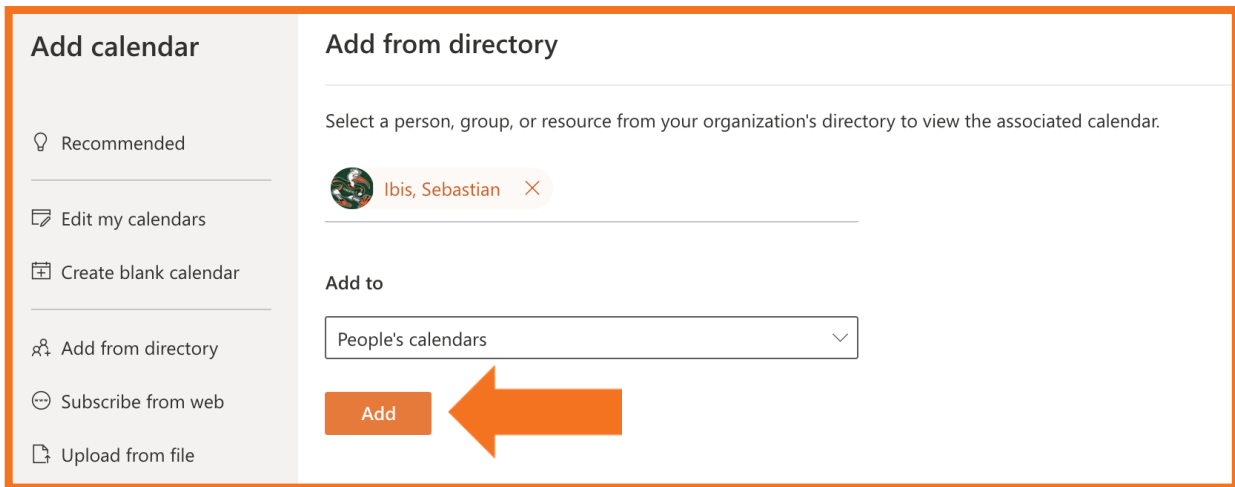 Add calendar
Recommended
Edit my calendars
Create blank calendar
Add from directory
Subscribe from web
Upload from file
Add from directory
Select a person, group, or resource from your organization's directory to view the associated calendar.
Ibis, Sebastian
Add to
People's calendars
Add